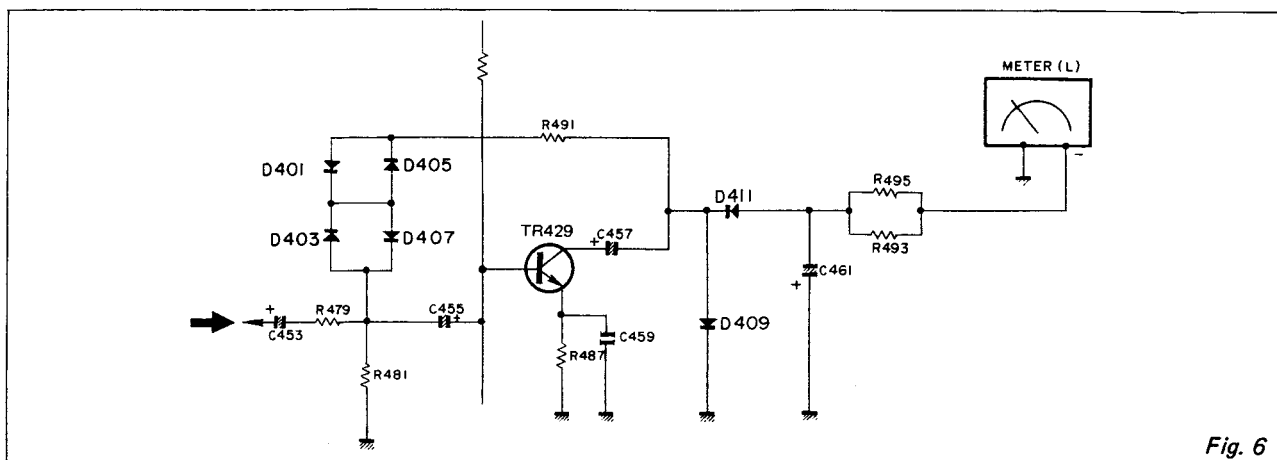 METER (L)
R491
D401
D405
D411
R495
–
D403
D407
TR429
+
C457
R493
C461
+
+
R479
C455
+
C453
D409
R487
C459
R481
Fig. 6